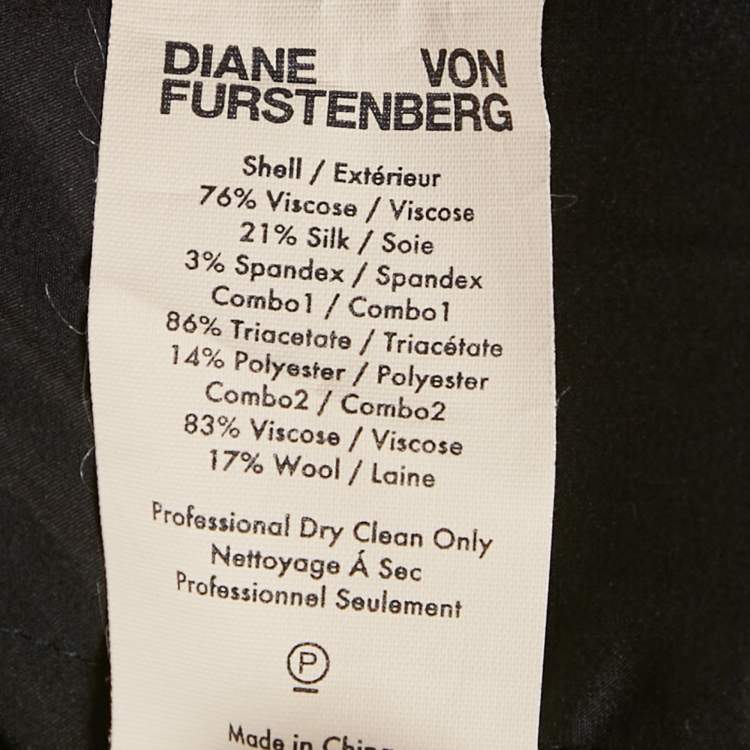 DIANE VON
FURSTENBERG
Shell / Extérieur
76% Viscose / Viscose
21% Silk / Soie
3% Spandex / Spandex
Combo1 / Combo1
86% Triacetate / Triacétate
14% Polyester / Polyester
Combo2 / Combo2
83% Viscose / Viscose
17% Wool / Laine
Professional Dry Clean Only
Nettoyage Á Sec
Professionnel Seulement
P
Made in